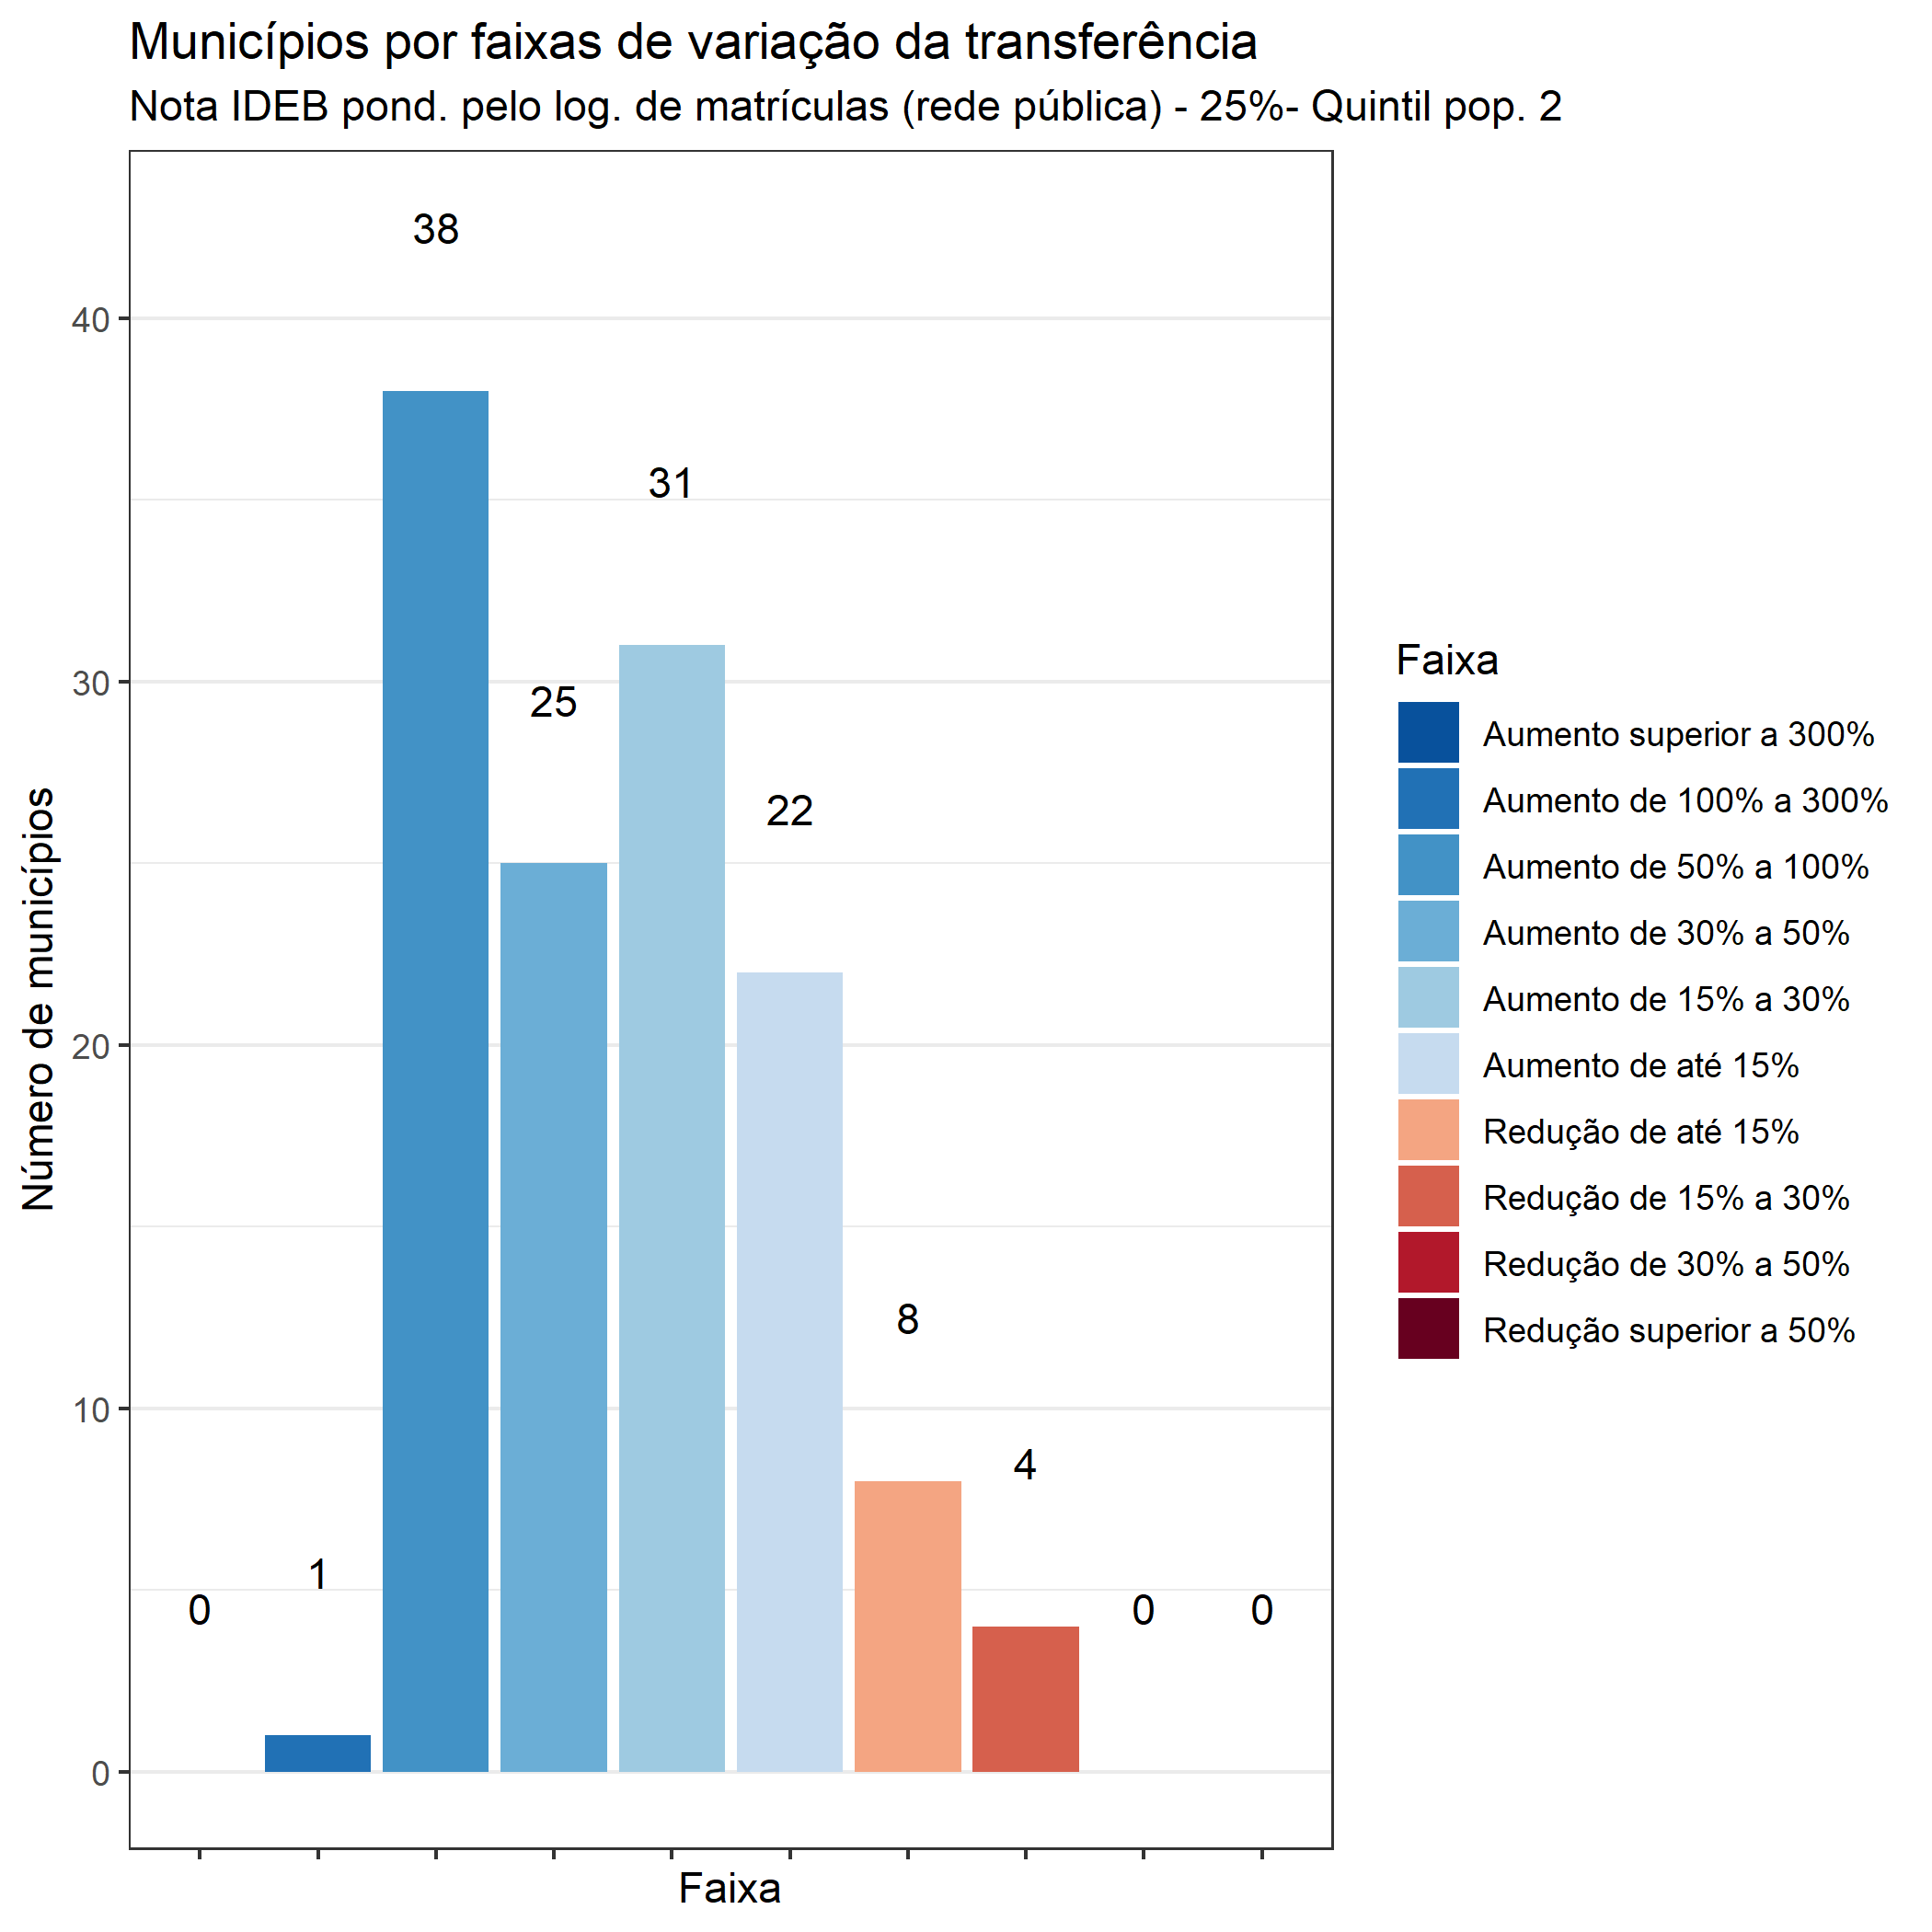 Municípios por faixas de variação da transferência
Nota IDEB pond. pelo log. de matrículas (rede pública) - 25%- Quintil pop. 2
38
40
31
30
25
22
20
8
10
4
1
0
0
0
0
Número de municípios
Faixa
Faixa
Aumento superior a 300%
Aumento de 100% a 300%
Aumento de 50% a 100%
Aumento de 30% a 50%
Aumento de 15% a 30%
Aumento de até 15%
Redução de até 15%
Redução de 15% a 30%
Redução de 30% a 50%
Redução superior a 50%